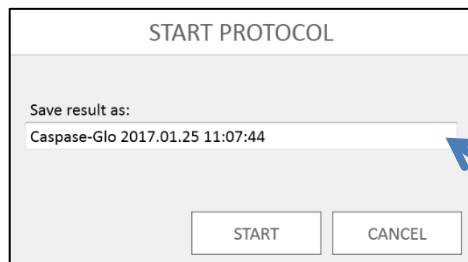 START PROTOCOL
Save result as:
Caspase-Glo 2017.01.25 11:07:44
START
CANCEL